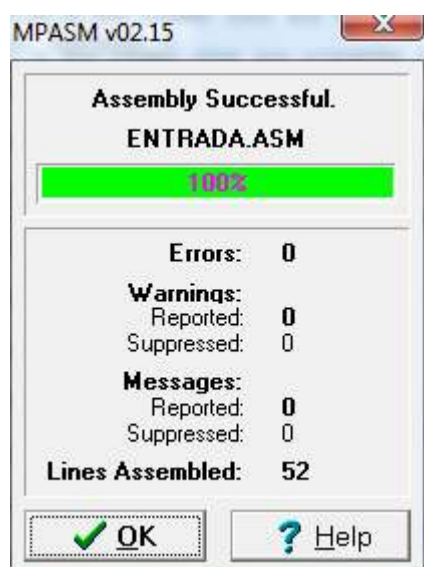 MPASM v02.15
Assembly Successful.
ENTRADA.ASM
100%
Errors: 0
Warnings:
Reported: 0
Suppressed: 0
Messages:
Reported: 0
Suppressed: 0
Lines Assembled: 52
OK
? Help